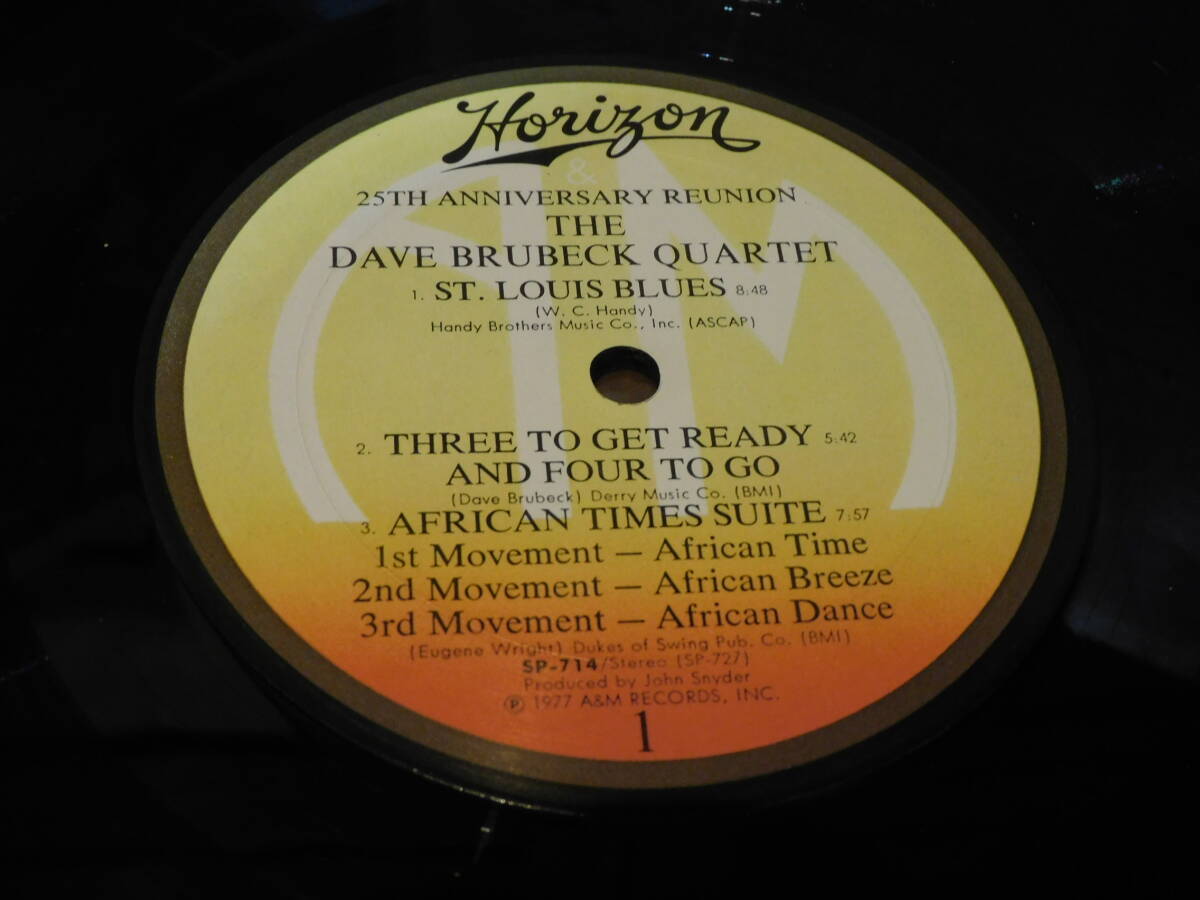 Horizon
&
25TH ANNIVERSARY REUNION
THE
DAVE BRUBECK QUARTET
1. ST. LOUIS BLUES 8:48
(W. C. Handy)
Handy Brothers Music Co., Inc. (ASCAP)
2. THREE TO GET READY 5:42
AND FOUR TO GO
(Dave Brubeck) Derry Music Co. (BMI)
3. AFRICAN TIMES SUITE 7:57
1st Movement — African Time
2nd Movement — African Breeze
3rd Movement — African Dance
(Eugene Wright) Dukes of Swing Pub. Co. (BMI)
SP-714/Stereo (SP-727)
Produced by John Snyder
℗ 1977 A&M RECORDS, INC.
1